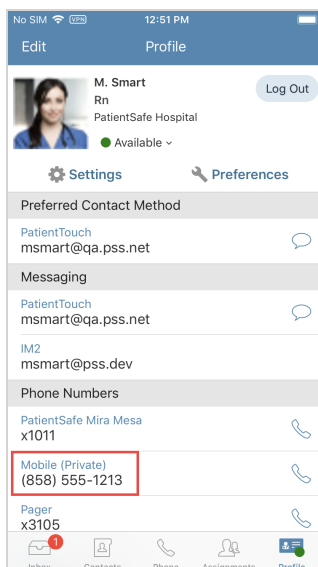 No SIM VPN 12:51 PM
Edit Profile
M. Smart
Rn
PatientSafe Hospital
Available
Log Out
Settings Preferences
Preferred Contact Method
PatientTouch
msmart@qa.pss.net
Messaging
PatientTouch
msmart@qa.pss.net
IM2
msmart@pss.dev
Phone Numbers
PatientSafe Mira Mesa
x1011
Mobile (Private)
(858) 555-1213
Pager
x3105
1
Inbox Contacts Phone Assignments Profile